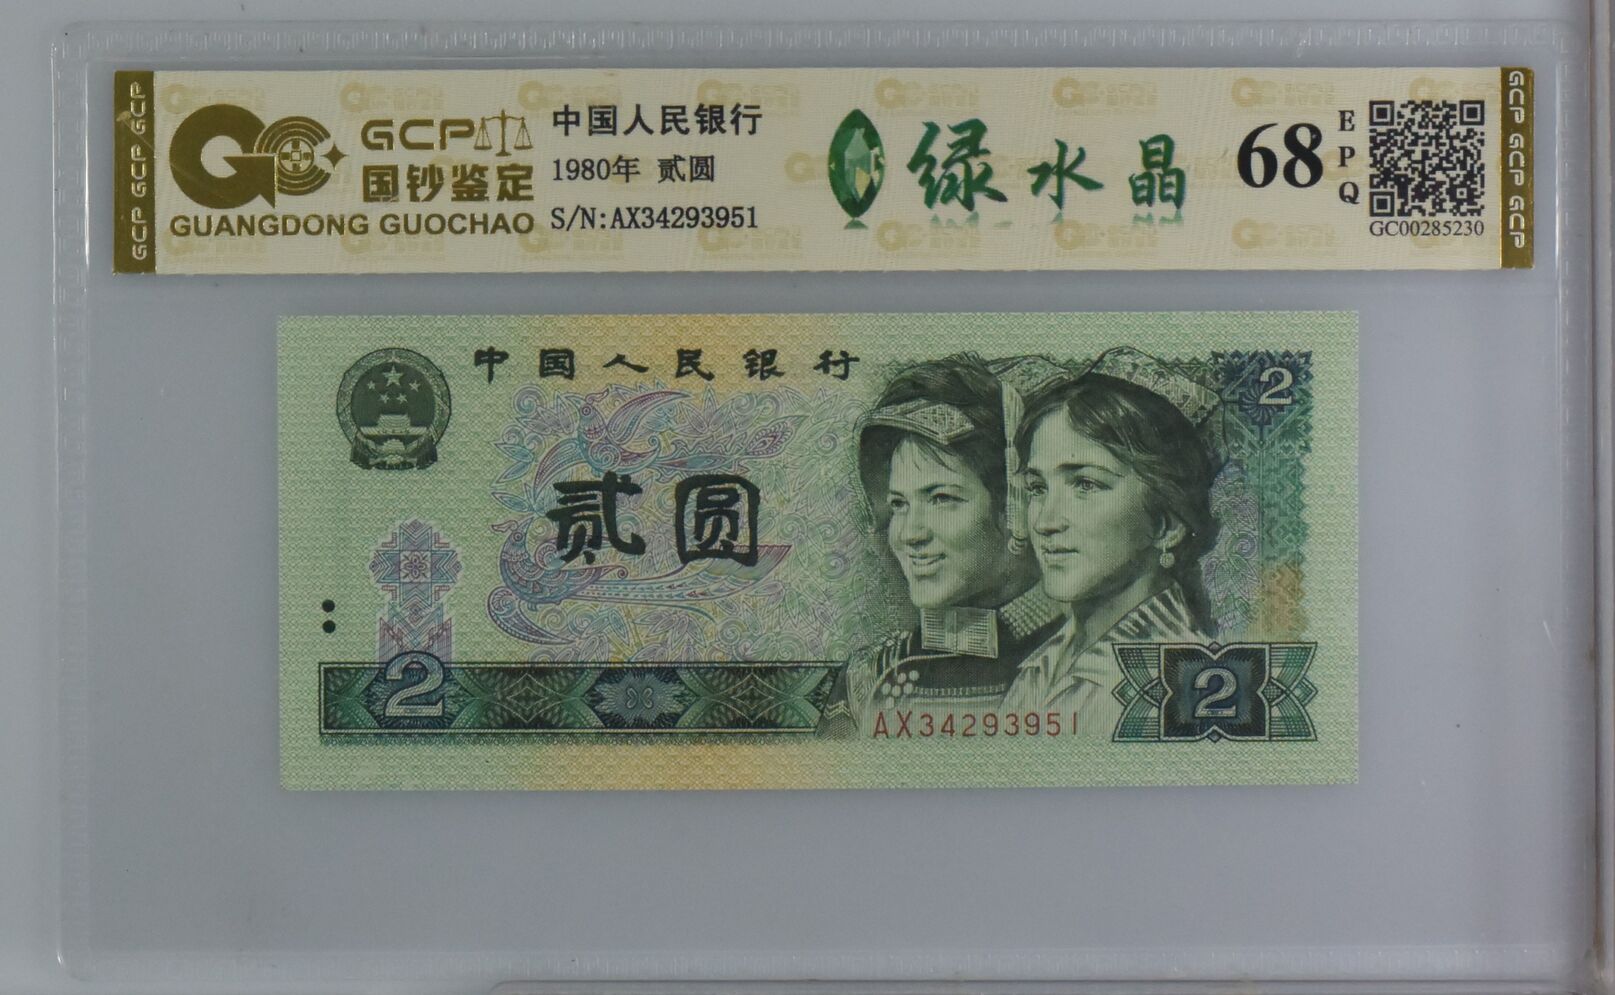 GCP GCP GCP
GCP
国钞鉴定
GUANGDONG GUOCHAO
中国人民银行
1980年 贰圆
S/N:AX34293951
绿水晶
68
EPQ
GC00285230
GCP GCP GCP
中国人民银行
2
贰圆
2
2
AX34293951